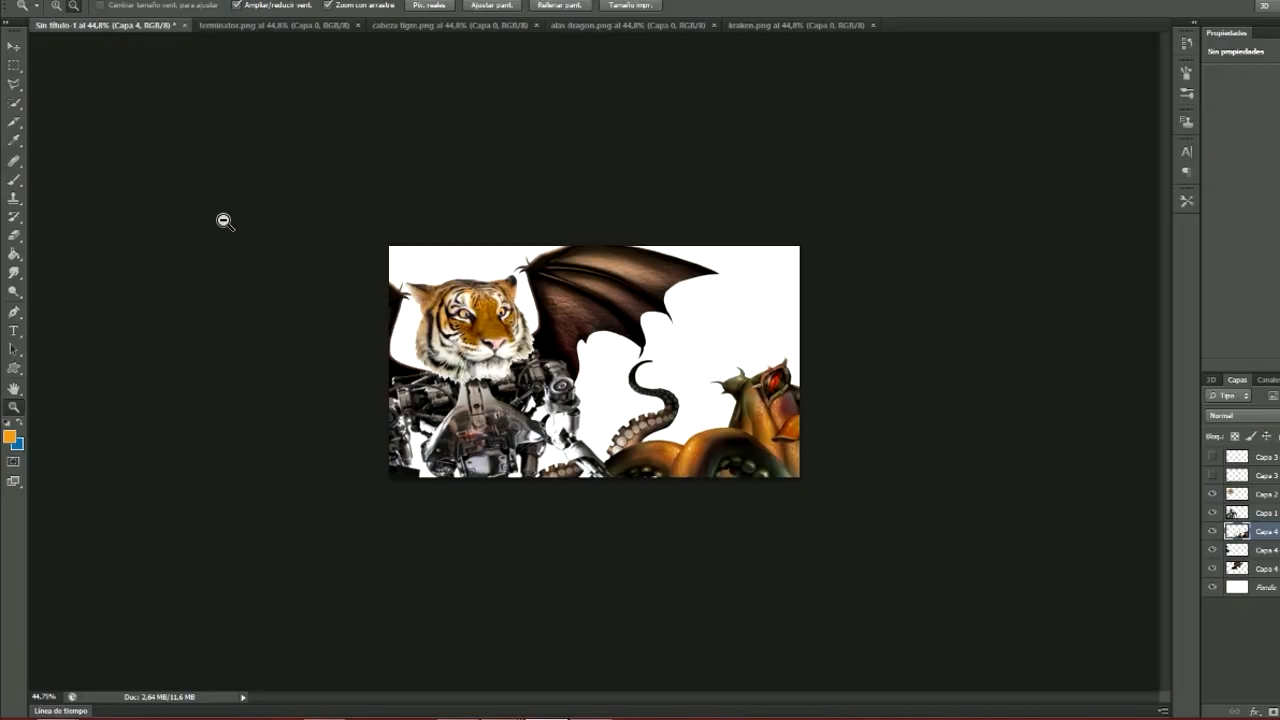 Cambiar tamaño vent. para ajustar
Ampliar/reducir vent.
Zoom con arrastre
Píx. reales
Ajustar pant.
Rellenar pant.
Tamaño impr.
3D
Sin título-1 al 44,8% (Capa 4, RGB/8) *
terminator.png al 44,8% (Capa 0, RGB/8)
cabeza tigre.png al 44,8% (Capa 0, RGB/8)
alas dragon.png al 44,8% (Capa 0, RGB/8)
kraken.png al 44,8% (Capa 0, RGB/8)
Propiedades
Sin propiedades
3D
Capas
Canale
Tipo
Normal
Bloq.:
Capa 3
Capa 3
Capa 2
Capa 1
Capa 4
Capa 4
Capa 4
Fondo
44,75%
Doc: 2,64 MB/11,6 MB
Línea de tiempo